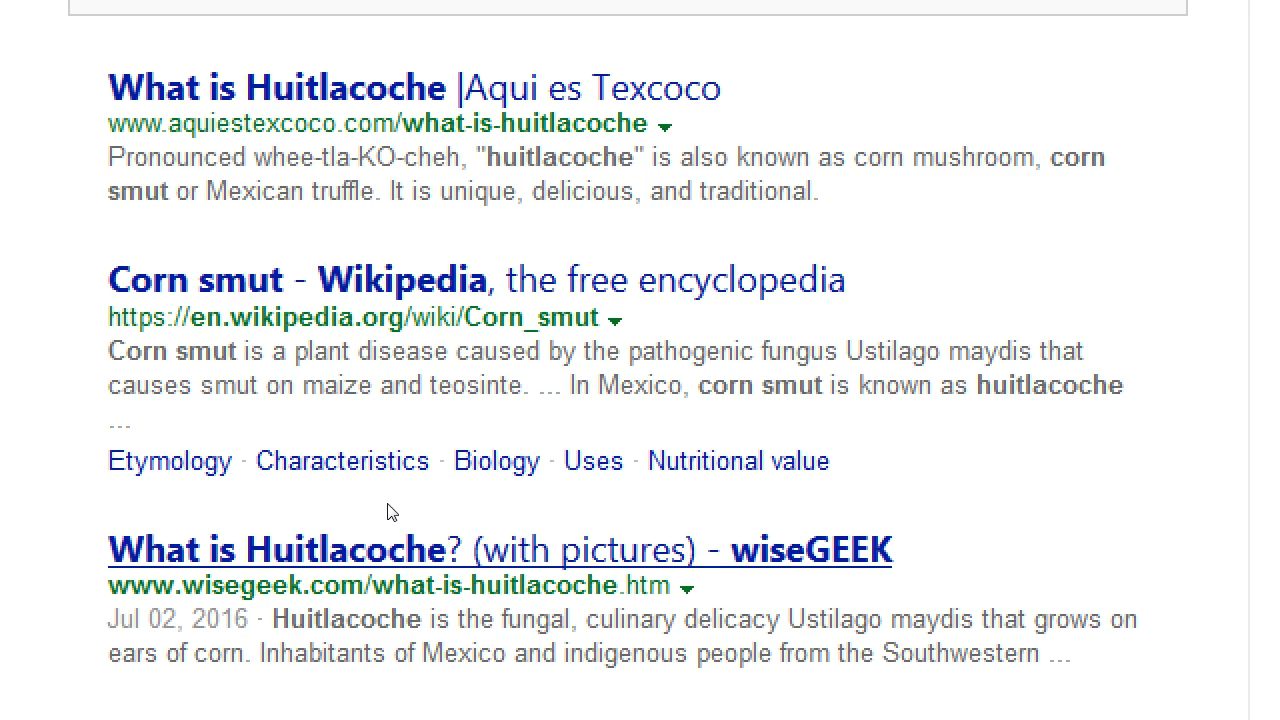 What is Huitlacoche |Aqui es Texcoco
www.aquiestexcoco.com/what-is-huitlacoche
Pronounced whee-tla-KO-cheh, "huitlacoche" is also known as corn mushroom, corn
smut or Mexican truffle. It is unique, delicious, and traditional.
Corn smut - Wikipedia, the free encyclopedia
https://en.wikipedia.org/wiki/Corn_smut
Corn smut is a plant disease caused by the pathogenic fungus Ustilago maydis that
causes smut on maize and teosinte. ... In Mexico, corn smut is known as huitlacoche
...
Etymology · Characteristics · Biology · Uses · Nutritional value
What is Huitlacoche? (with pictures) - wiseGEEK
www.wisegeek.com/what-is-huitlacoche.htm
Jul 02, 2016 · Huitlacoche is the fungal, culinary delicacy Ustilago maydis that grows on
ears of corn. Inhabitants of Mexico and indigenous people from the Southwestern ...